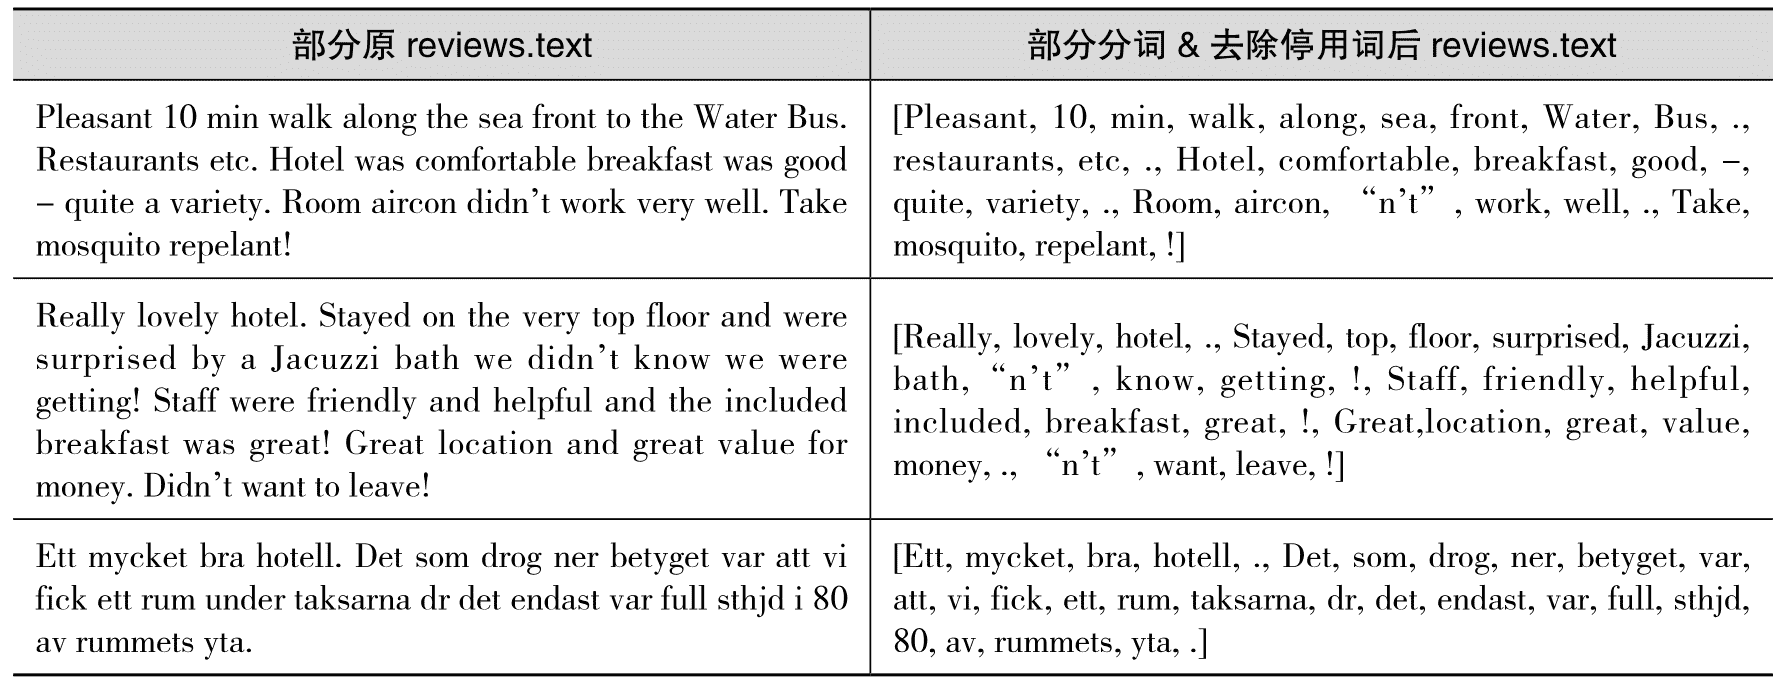 部分原 reviews.text
部分分词 & 去除停用词后 reviews.text
Pleasant 10 min walk along the sea front to the Water Bus.
Restaurants etc. Hotel was comfortable breakfast was good
– quite a variety. Room aircon didn’t work very well. Take
mosquito repelant!
[Pleasant, 10, min, walk, along, sea, front, Water, Bus, .,
restaurants, etc, ., Hotel, comfortable, breakfast, good, –,
quite, variety, ., Room, aircon, “n’t”, work, well, ., Take,
mosquito, repelant, !]
Really lovely hotel. Stayed on the very top floor and were
surprised by a Jacuzzi bath we didn’t know we were
getting! Staff were friendly and helpful and the included
breakfast was great! Great location and great value for
money. Didn’t want to leave!
[Really, lovely, hotel, ., Stayed, top, floor, surprised, Jacuzzi,
bath, “n’t”, know, getting, !, Staff, friendly, helpful,
included, breakfast, great, !, Great,location, great, value,
money, ., “n’t”, want, leave, !]
Ett mycket bra hotell. Det som drog ner betyget var att vi
fick ett rum under taksarna dr det endast var full sthjd i 80
av rummets yta.
[Ett, mycket, bra, hotell, ., Det, som, drog, ner, betyget, var,
att, vi, fick, ett, rum, taksarna, dr, det, endast, var, full, sthjd,
80, av, rummets, yta, .]